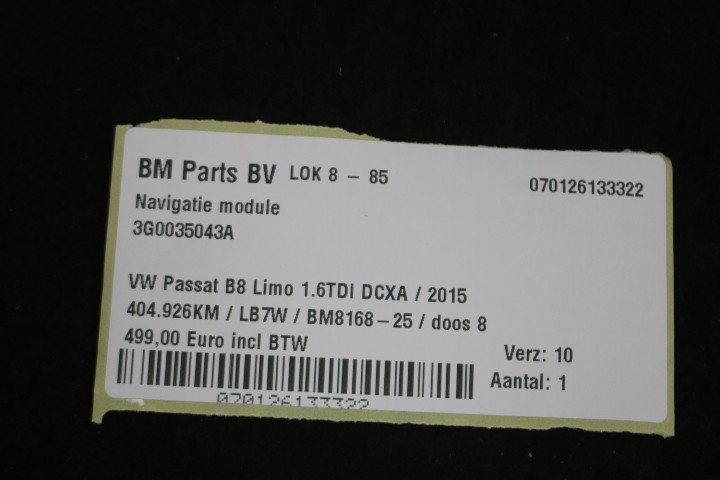 BM Parts BV LOK 8 - 85 070126133322
Navigatie module
3G0035043A
VW Passat B8 Limo 1.6TDI DCXA / 2015
404.926KM / LB7W / BM8168-25 / doos 8
499,00 Euro incl BTW
Verz: 10
Aantal: 1
070126133322